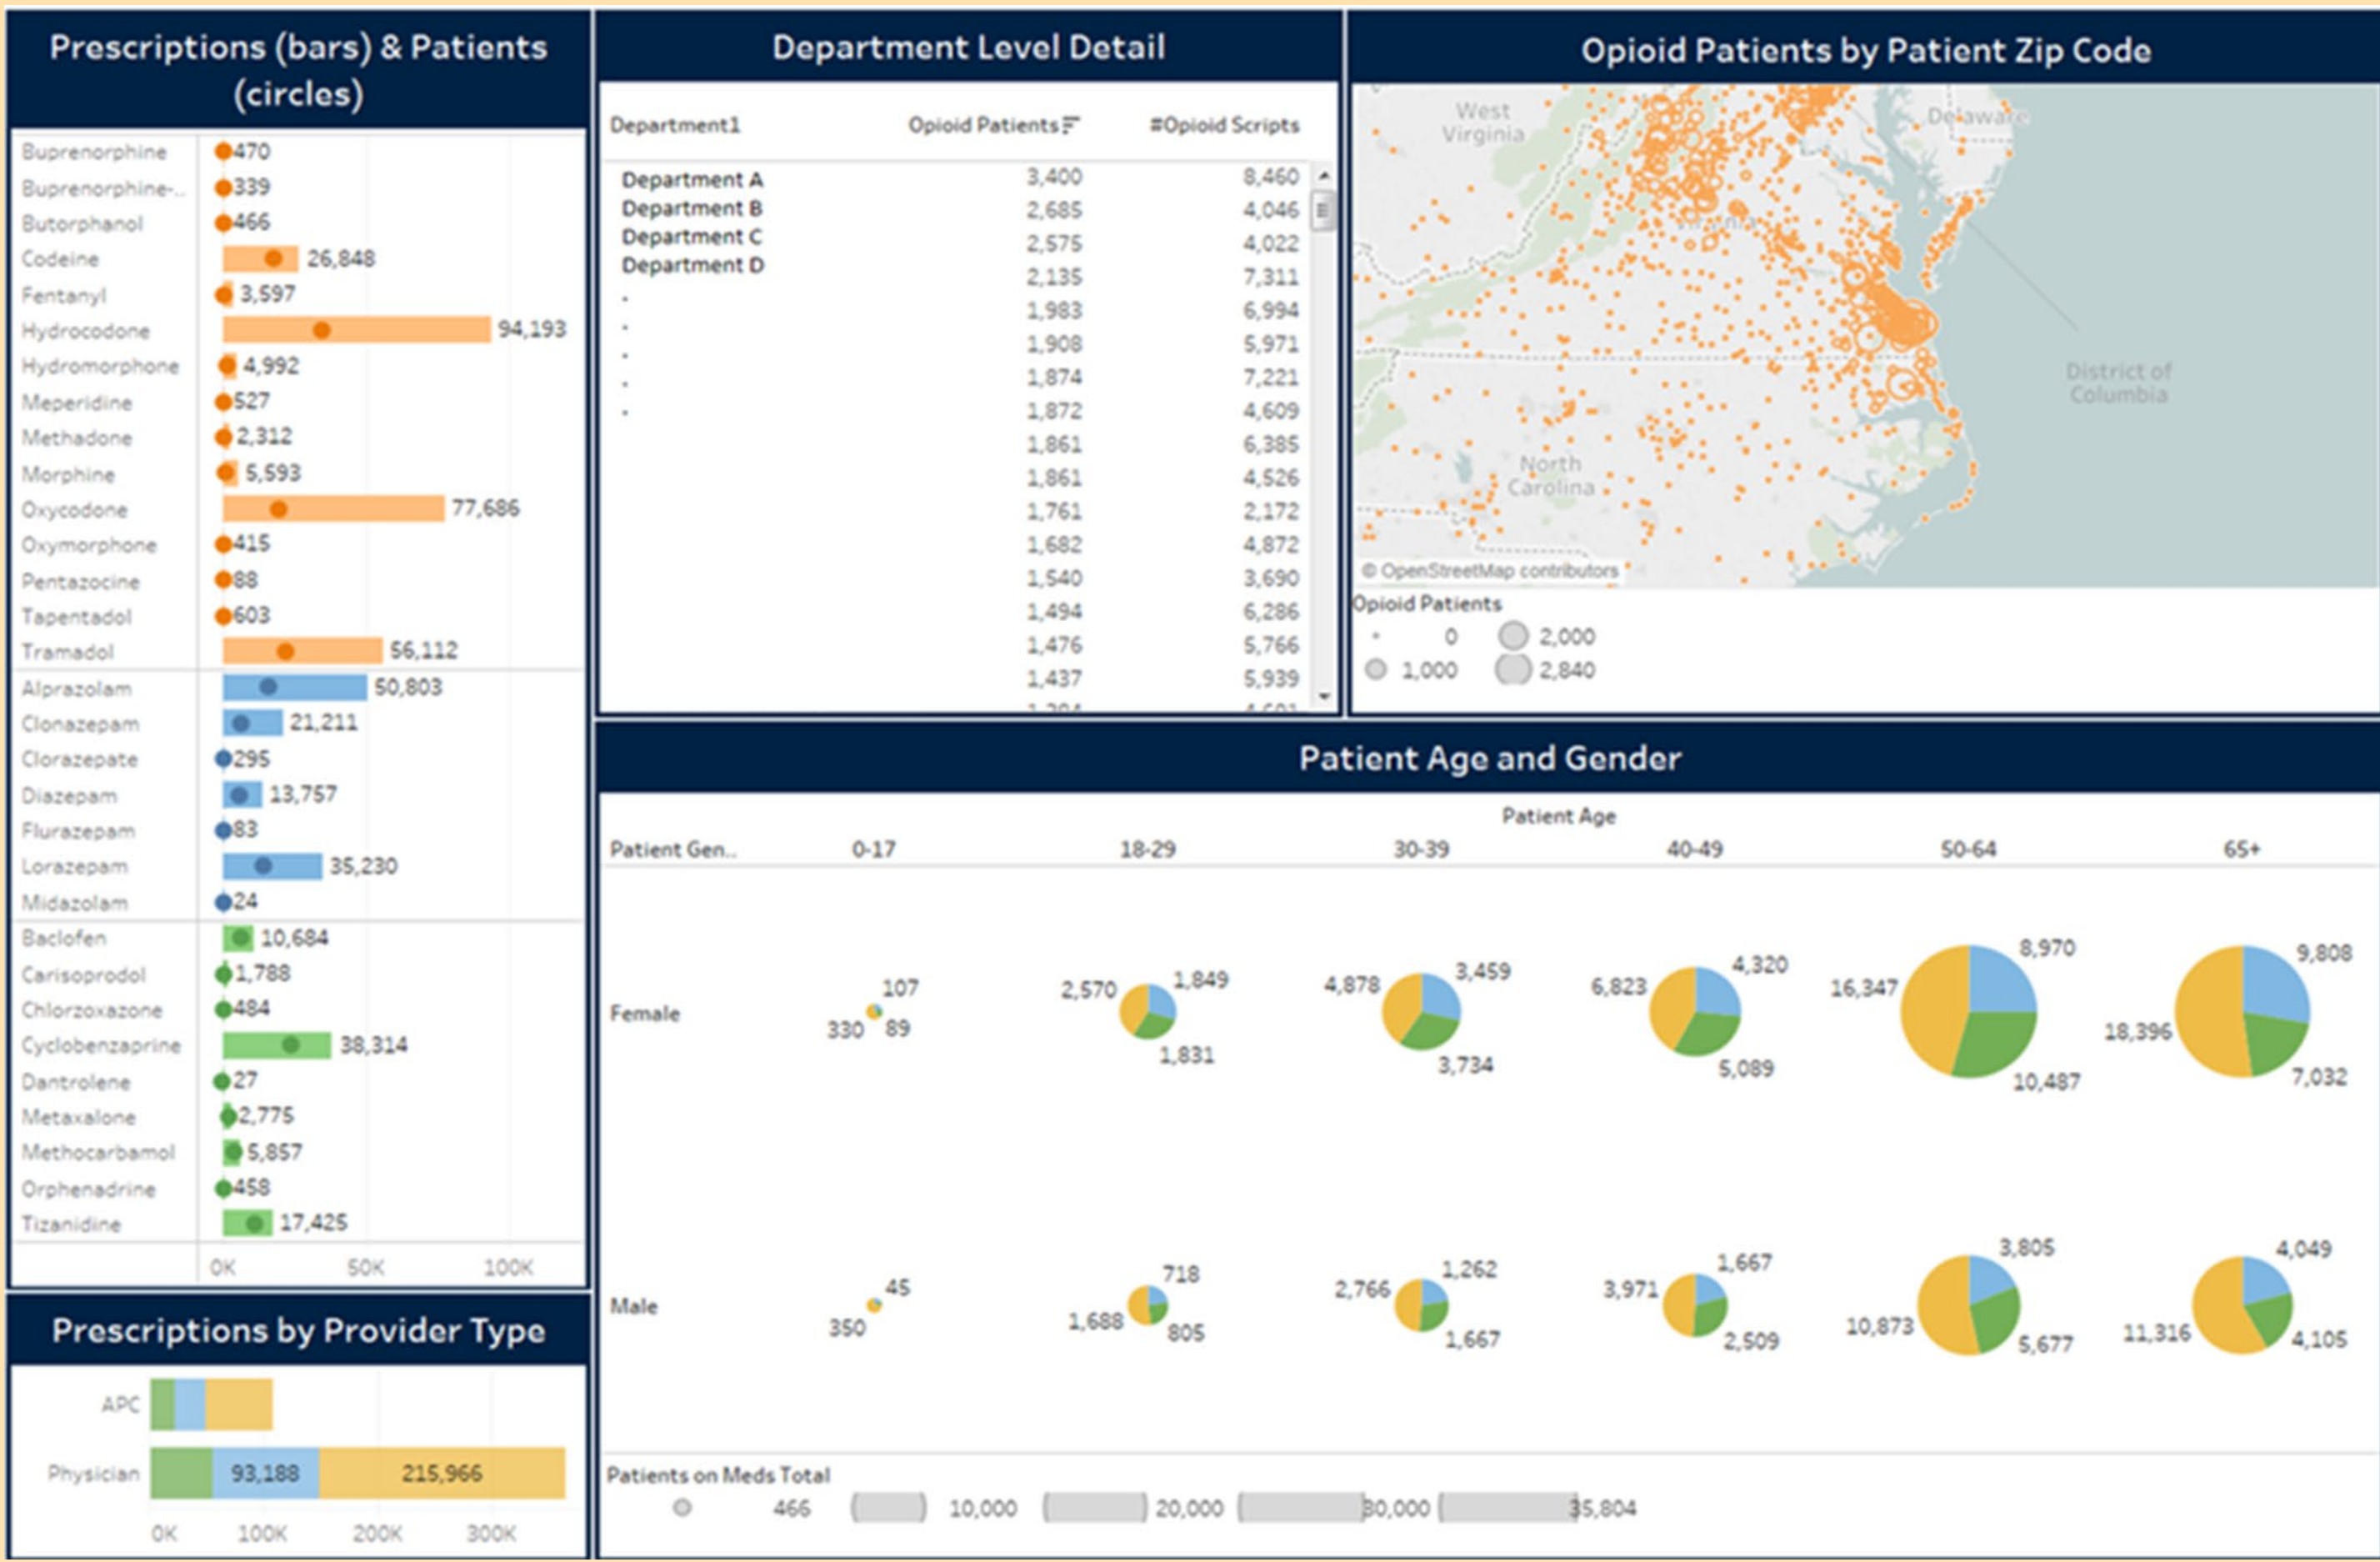 Prescriptions (bars) & Patients
(circles)
Buprenorphine 470
Buprenorphine-.. 339
Butorphanol 466
Codeine 26,848
Fentanyl 3,597
Hydrocodone 94,193
Hydromorphone 4,992
Meperidine 527
Methadone 2,312
Morphine 5,593
Oxycodone 77,686
Oxymorphone 415
Pentazocine 88
Tapentadol 603
Tramadol 56,112
Alprazolam 50,803
Clonazepam 21,211
Clorazepate 295
Diazepam 13,757
Flurazepam 83
Lorazepam 35,230
Midazolam 24
Baclofen 10,684
Carisoprodol 1,788
Chlorzoxazone 484
Cyclobenzaprine 38,314
Dantrolene 27
Metaxalone 2,775
Methocarbamol 5,857
Orphenadrine 458
Tizanidine 17,425
0K 50K 100K
Prescriptions by Provider Type
APC
Physician 93,188 215,966
0K 100K 200K 300K
Department Level Detail
Department1 Opioid Patients #Opioid Scripts
Department A 3,400 8,460
Department B 2,685 4,046
Department C 2,575 4,022
Department D 2,135 7,311
. 1,983 6,994
. 1,908 5,971
. 1,874 7,221
. 1,872 4,609
. 1,861 6,385
1,861 4,526
1,761 2,172
1,682 4,872
1,540 3,690
1,494 6,286
1,476 5,766
1,437 5,939
Opioid Patients by Patient Zip Code
West
Virginia
Delaware
Virginia
District of
Columbia
North
Carolina
© OpenStreetMap contributors
Opioid Patients
0 2,000
1,000 2,840
Patient Age and Gender
Patient Age
Patient Gen.. 0-17 18-29 30-39 40-49 50-64 65+
Female
107
330 89
2,570 1,849
1,831
4,878 3,459
3,734
6,823 4,320
5,089
16,347 8,970
10,487
18,396 9,808
7,032
Male
45
350
718
1,688 805
2,766 1,262
1,667
3,971 1,667
2,509
3,805
10,873 5,677
4,049
11,316 4,105
Patients on Meds Total
466 10,000 20,000 30,000 35,804